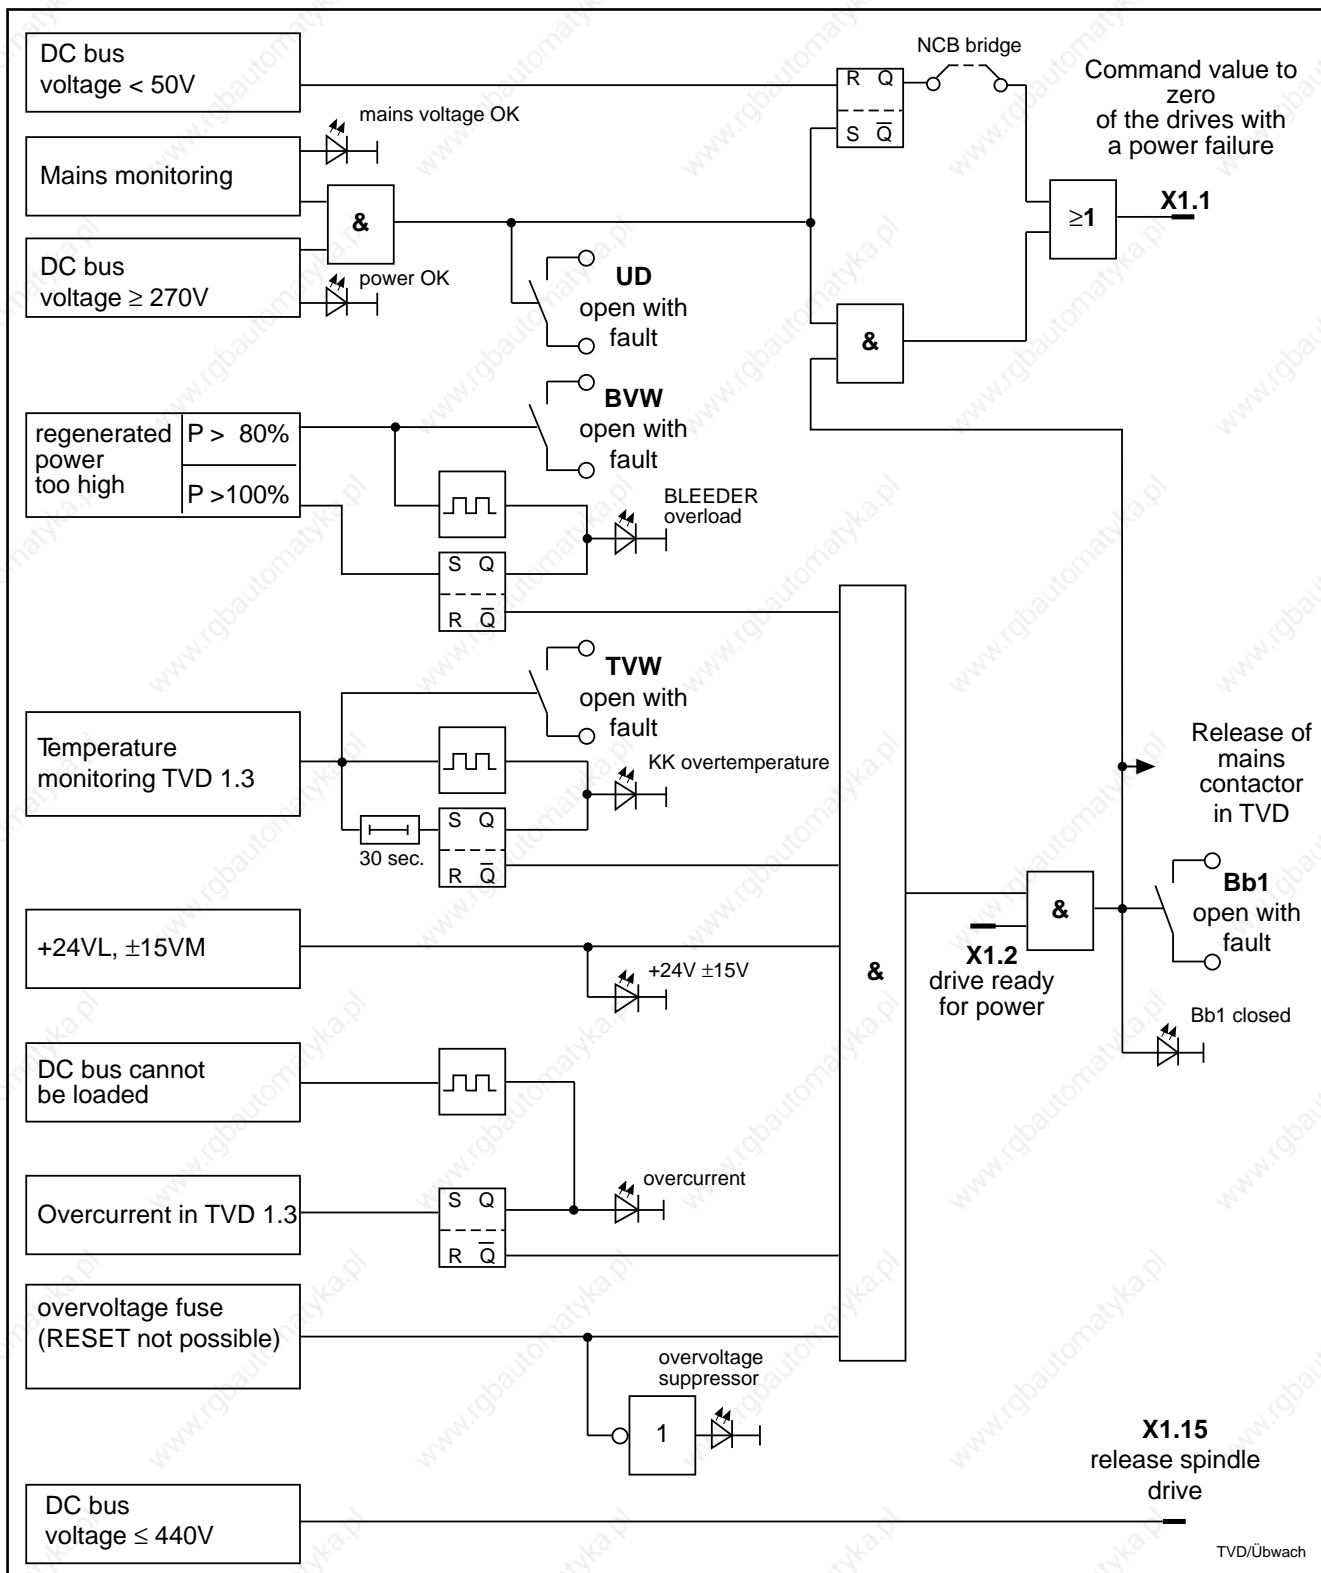 DC bus
voltage < 50V
mains voltage OK
Mains monitoring
DC bus
voltage ≥ 270V
power OK
&
R Q
S Q̅
NCB bridge
Command value to
zero
of the drives with
a power failure
≥1
X1.1
UD
open with
fault
&
BVW
open with
fault
regenerated
power
too high
P > 80%
P >100%
BLEEDER
overload
S Q
R Q̅
TVW
open with
fault
Temperature
monitoring TVD 1.3
KK overtemperature
30 sec.
S Q
R Q̅
Release of
mains
contactor
in TVD
+24VL, ±15VM
+24V ±15V
&
X1.2
drive ready
for power
&
Bb1
open with
fault
Bb1 closed
DC bus cannot
be loaded
Overcurrent in TVD 1.3
S Q
R Q̅
overcurrent
overvoltage fuse
(RESET not possible)
overvoltage
suppressor
1
X1.15
release spindle
drive
DC bus
voltage ≤ 440V
TVD/Übwach
www.rgbautomatyka.pl